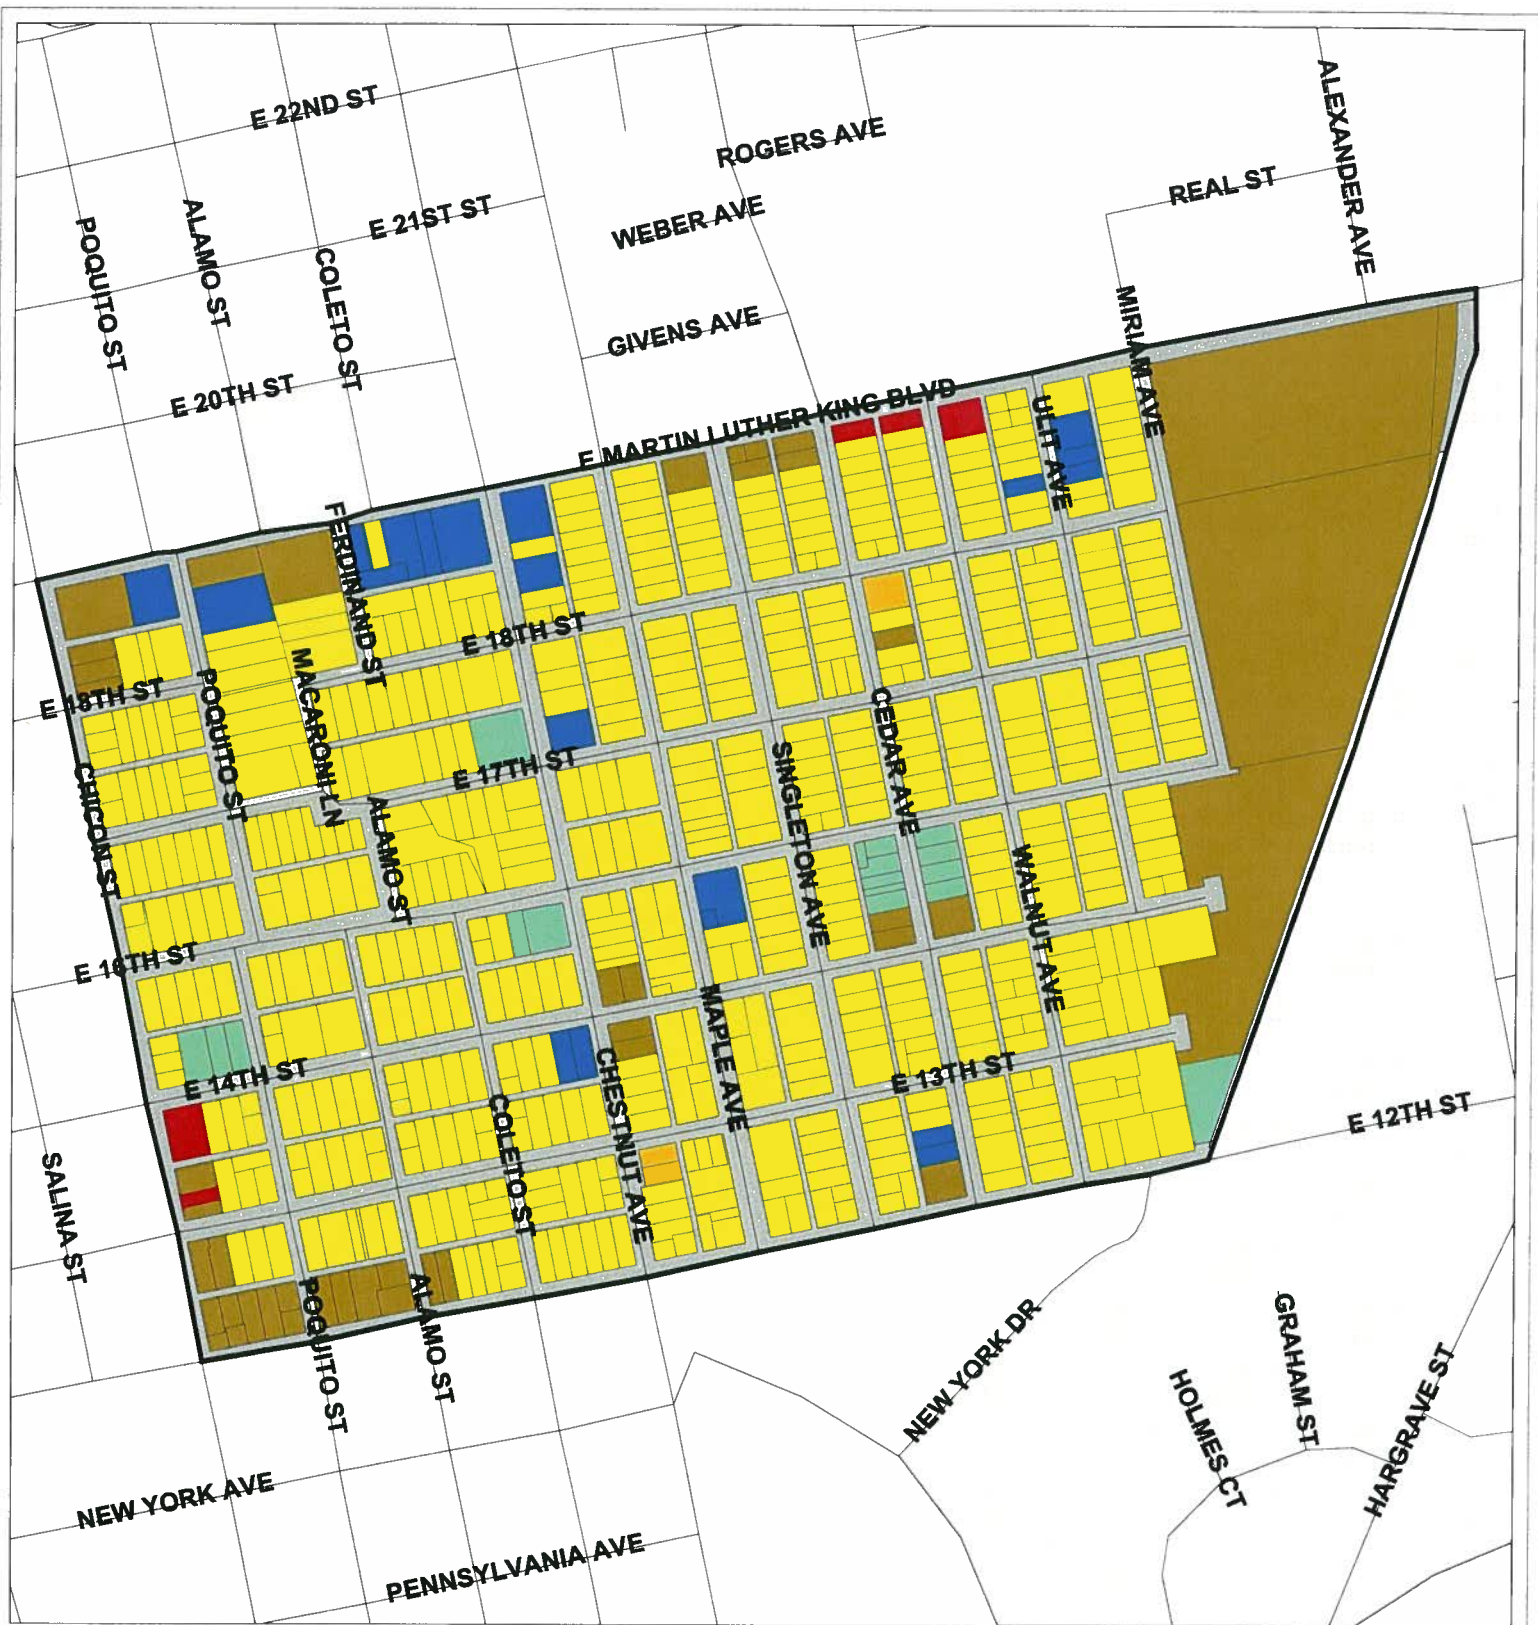 E 22ND ST
ROGERS AVE
ALEXANDER AVE
REAL ST
E 21ST ST
WEBER AVE
POQUITO ST
ALAMO ST
COLETO ST
GIVENS AVE
MIRIAM AVE
E 20TH ST
E MARTIN LUTHER KING BLVD
ULIT AVE
FERDINAND ST
E 18TH ST
E 18TH ST
POQUITO ST
MACARONI LN
CEDAR AVE
E 17TH ST
SINGLETON AVE
CHICON ST
ALAMO ST
WALNUT AVE
E 16TH ST
MAPLE AVE
E 14TH ST
E 13TH ST
CHESTNUT AVE
COLETO ST
E 12TH ST
SALINA ST
POQUITO ST
ALAMO ST
NEW YORK DR
GRAHAM ST
HOLMES CT
HARGRAVE ST
NEW YORK AVE
PENNSYLVANIA AVE